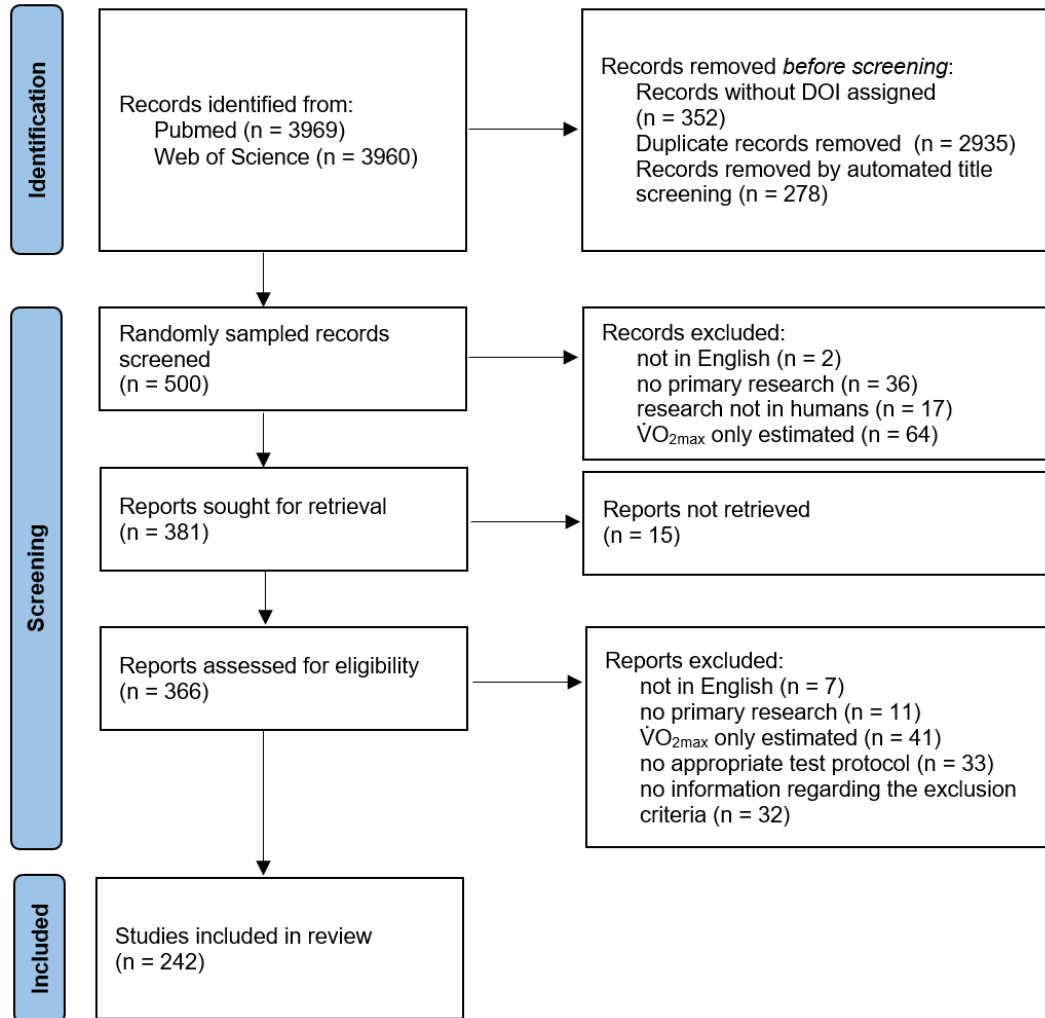 Identification
Records identified from:
Pubmed (n = 3969)
Web of Science (n = 3960)
Records removed before screening:
Records without DOI assigned
(n = 352)
Duplicate records removed  (n = 2935)
Records removed by automated title
screening (n = 278)
Screening
Randomly sampled records
screened
(n = 500)
Records excluded:
not in English (n = 2)
no primary research (n = 36)
research not in humans (n = 17)
V̇O₂max only estimated (n = 64)
Reports sought for retrieval
(n = 381)
Reports not retrieved
(n = 15)
Reports assessed for eligibility
(n = 366)
Reports excluded:
not in English (n = 7)
no primary research (n = 11)
V̇O₂max only estimated (n = 41)
no appropriate test protocol (n = 33)
no information regarding the exclusion
criteria (n = 32)
Included
Studies included in review
(n = 242)